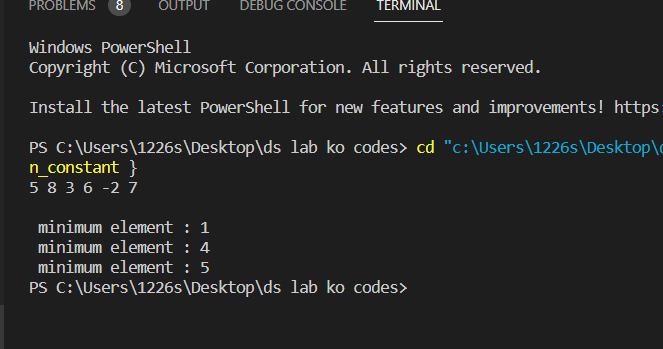 PROBLEMS 8 OUTPUT DEBUG CONSOLE TERMINAL
Windows PowerShell
Copyright (C) Microsoft Corporation. All rights reserved.
Install the latest PowerShell for new features and improvements! https:
PS C:\Users\1226s\Desktop\ds lab ko codes> cd "c:\Users\1226s\Desktop\
n_constant }
5 8 3 6 -2 7
minimum element : 1
minimum element : 4
minimum element : 5
PS C:\Users\1226s\Desktop\ds lab ko codes>